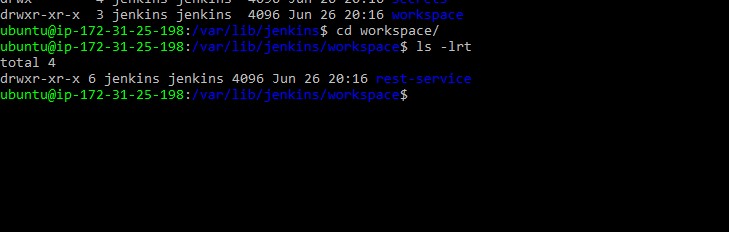 drwx      4 jenkins jenkins  4096 Jun 26 20:16 secrets
drwxr-xr-x  3 jenkins jenkins  4096 Jun 26 20:16 workspace
ubuntu@ip-172-31-25-198:/var/lib/jenkins$ cd workspace/
ubuntu@ip-172-31-25-198:/var/lib/jenkins/workspace$ ls -lrt
total 4
drwxr-xr-x 6 jenkins jenkins 4096 Jun 26 20:16 rest-service
ubuntu@ip-172-31-25-198:/var/lib/jenkins/workspace$